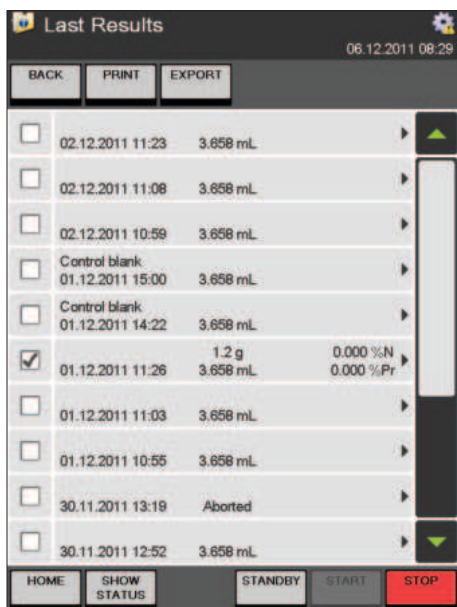 Last Results
06.12.2011 08:29
BACK PRINT EXPORT
02.12.2011 11:23 3.658 mL
02.12.2011 11:08 3.658 mL
02.12.2011 10:59 3.658 mL
Control blank
01.12.2011 15:00 3.658 mL
Control blank
01.12.2011 14:22 3.658 mL
1.2 g 0.000 %N
01.12.2011 11:26 3.658 mL 0.000 %Pr
01.12.2011 11:03 3.658 mL
01.12.2011 10:55 3.658 mL
30.11.2011 13:19 Aborted
30.11.2011 12:52 3.658 mL
HOME SHOW STANDBY START STOP
STATUS